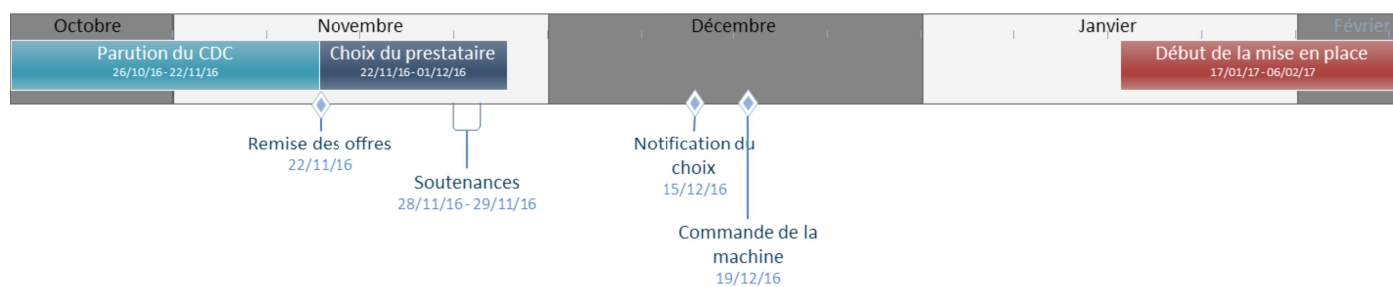 Octobre
Novembre
Décembre
Janvier
Février
Parution du CDC
26/10/16-22/11/16
Choix du prestataire
22/11/16-01/12/16
Début de la mise en place
17/01/17-06/02/17
Remise des offres
22/11/16
Soutenances
28/11/16-29/11/16
Notification du
choix
15/12/16
Commande de la
machine
19/12/16